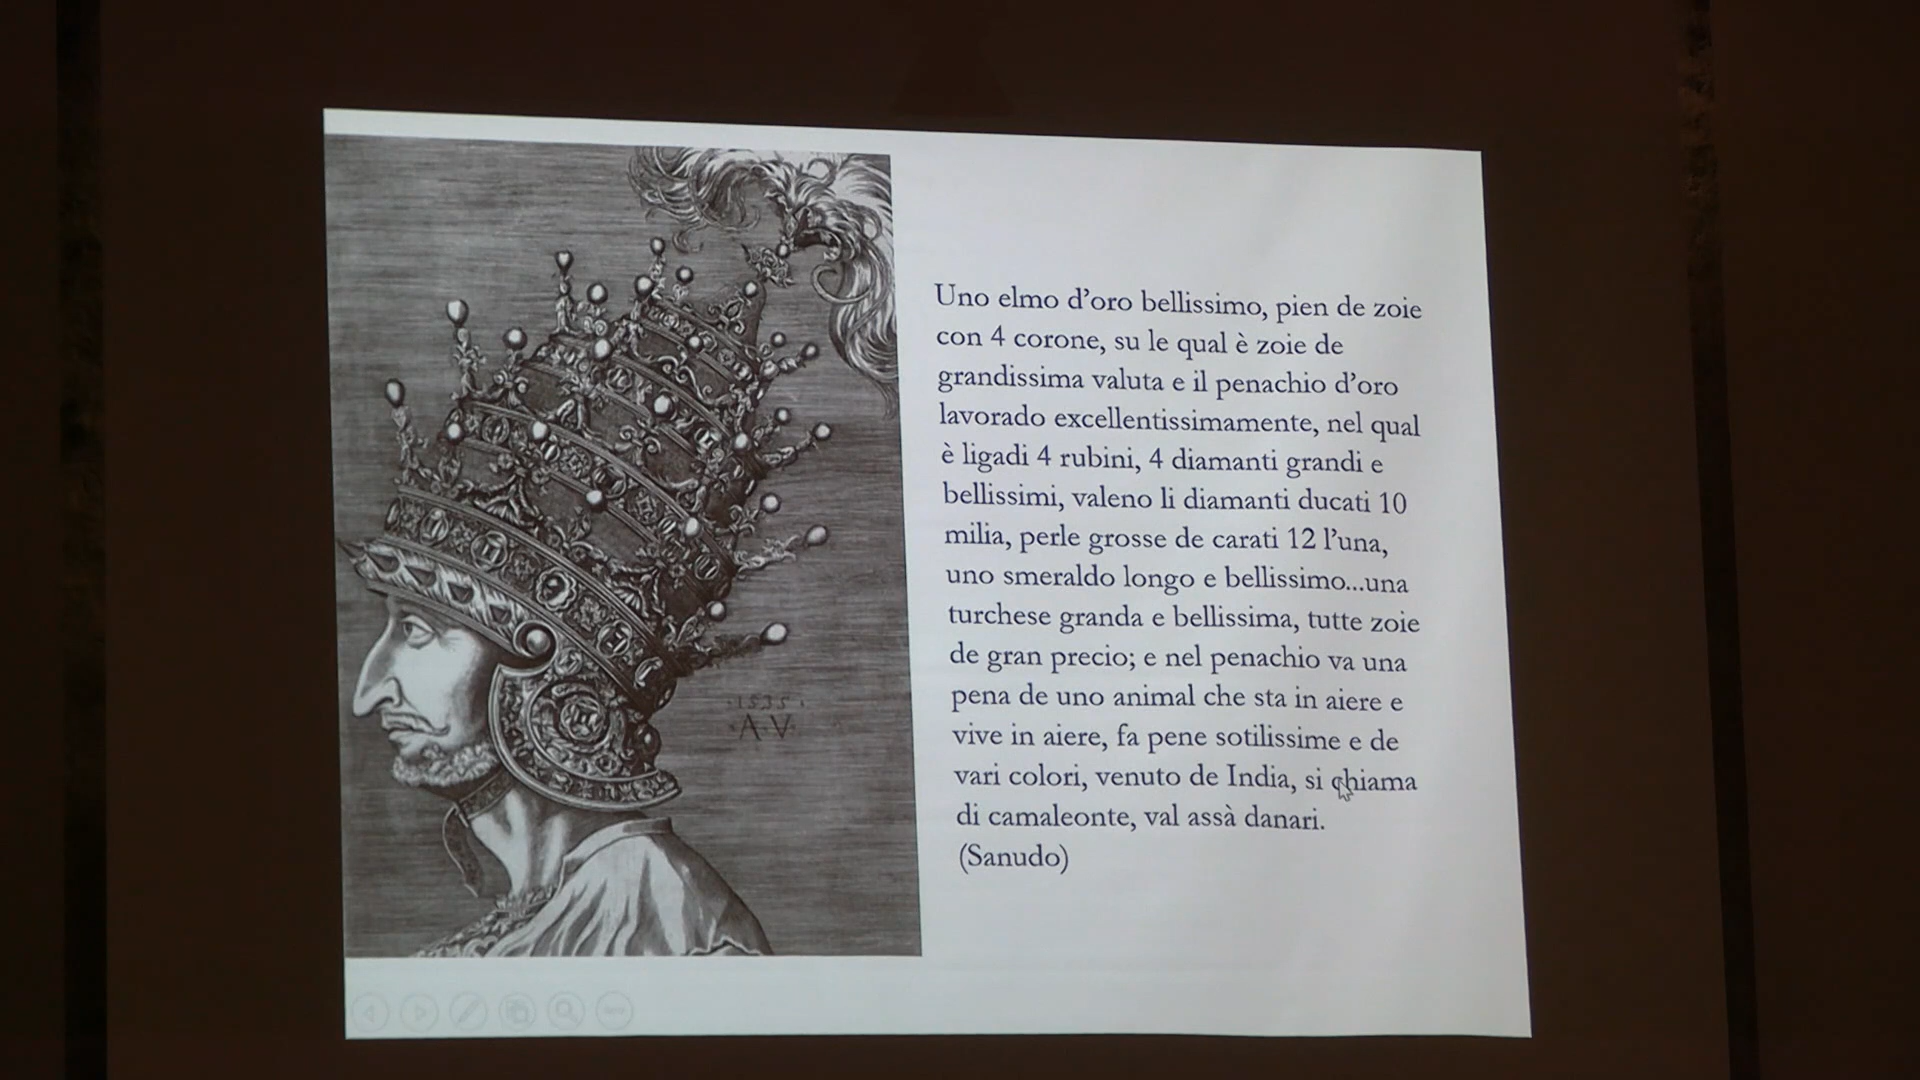 Uno elmo d'oro bellissimo, pien de zoie
con 4 corone, su le qual è zoie de
grandissima valuta e il penachio d'oro
lavorado excellentissimamente, nel qual
è ligadi 4 rubini, 4 diamanti grandi e
bellissimi, valeno li diamanti ducati 10
milia, perle grosse de carati 12 l'una,
uno smeraldo longo e bellissimo...una
turchese granda e bellissima, tutte zoie
de gran precio; e nel penachio va una
pena de uno animal che sta in aiere e
vive in aiere, fa pene sotilissime e de
vari colori, venuto de India, si chiama
di camaleonte, val assà danari.
(Sanudo)
·1535·
·A·V·